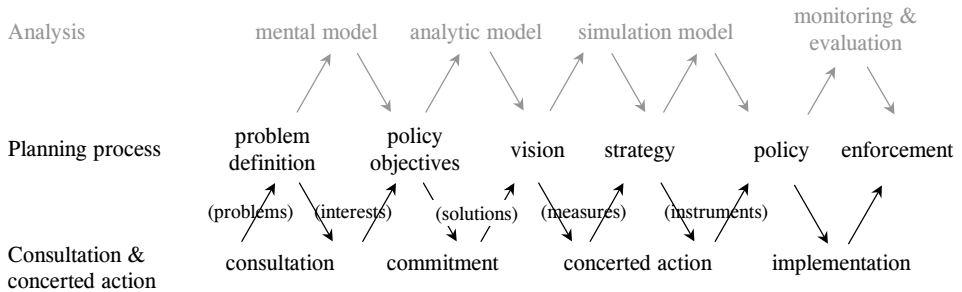 Analysis
mental model
analytic model
simulation model
monitoring &
evaluation
Planning process
problem
definition
policy
objectives
vision
strategy
policy
enforcement
(problems)
(interests)
(solutions)
(measures)
(instruments)
Consultation &
concerted action
consultation
commitment
concerted action
implementation